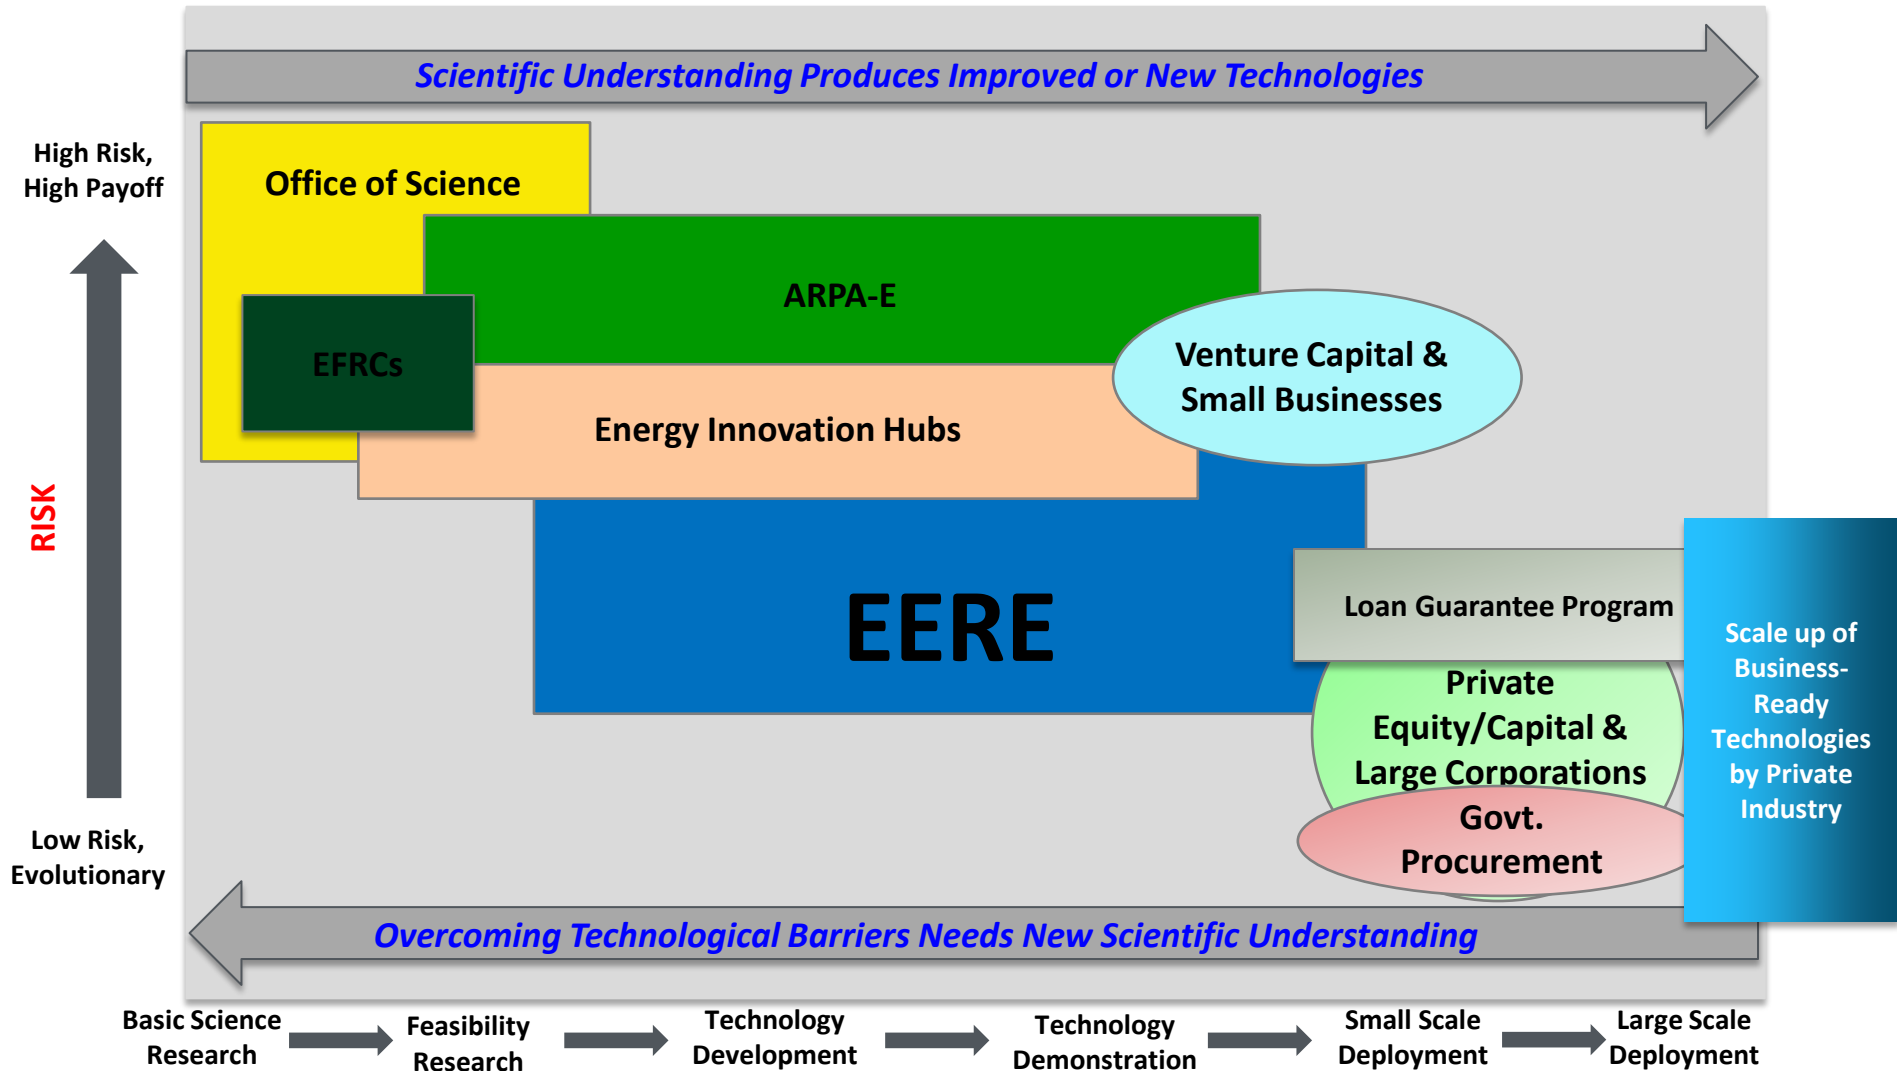 Scientific Understanding Produces Improved or New Technologies
High Risk,
High Payoff
Office of Science
ARPA-E
EFRCs
Venture Capital &
Small Businesses
Energy Innovation Hubs
RISK
EERE
Loan Guarantee Program
Scale up of
Business-
Ready
Technologies
by Private
Industry
Private
Equity/Capital &
Large Corporations
Govt.
Procurement
Low Risk,
Evolutionary
Overcoming Technological Barriers Needs New Scientific Understanding
Basic Science
Research
Feasibility
Research
Technology
Development
Technology
Demonstration
Small Scale
Deployment
Large Scale
Deployment